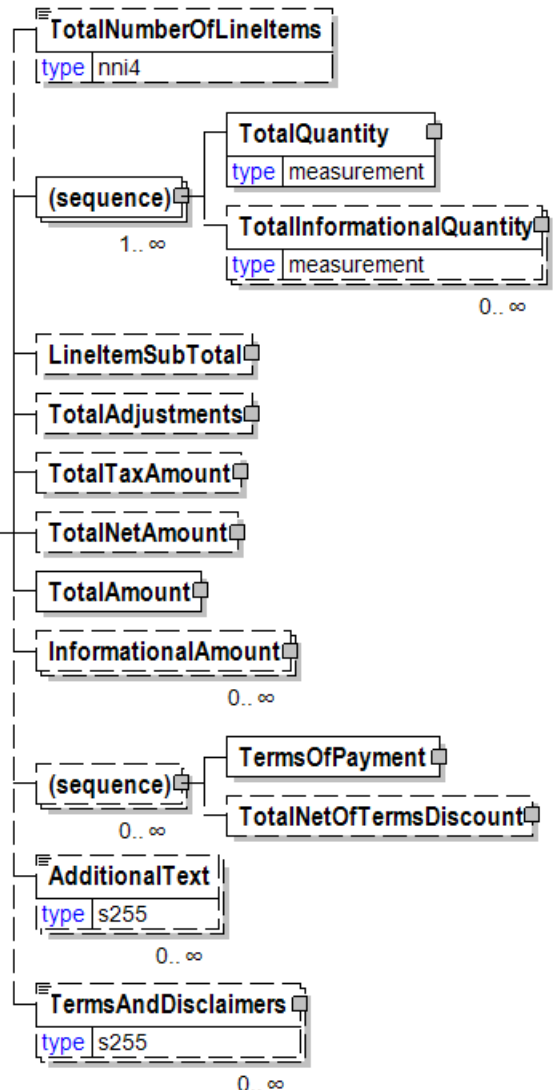 TotalNumberOfLineItems
type nni4
TotalQuantity
type measurement
(sequence)
1.. ∞
TotalInformationalQuantity
type measurement
0.. ∞
LineItemSubTotal
TotalAdjustments
TotalTaxAmount
TotalNetAmount
TotalAmount
InformationalAmount
0.. ∞
TermsOfPayment
(sequence)
0.. ∞
TotalNetOfTermsDiscount
AdditionalText
type s255
0.. ∞
TermsAndDisclaimers
type s255
0.. ∞